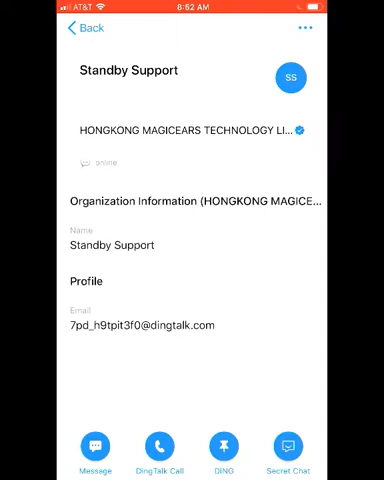 AT&T 8:52 AM
Back
Standby Support
SS
HONGKONG MAGICEARS TECHNOLOGY LI...
online
Organization Information (HONGKONG MAGICE...
Name
Standby Support
Profile
Email
7pd_h9tpit3f0@dingtalk.com
Message DingTalk Call DING Secret Chat